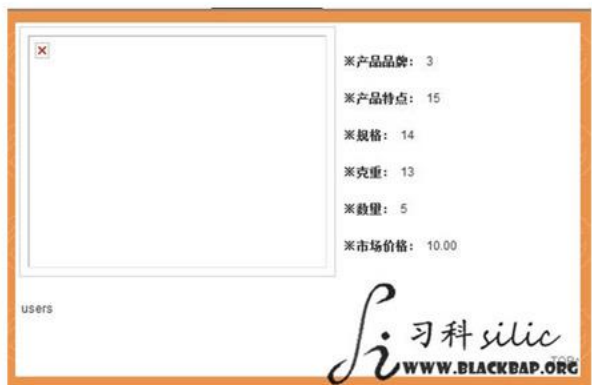 ※产品品牌： 3
※产品特点： 15
※规格： 14
※克重： 13
※数量： 5
※市场价格： 10.00
users
习科 silic
TOP↑
WWW.BLACKBAP.ORG